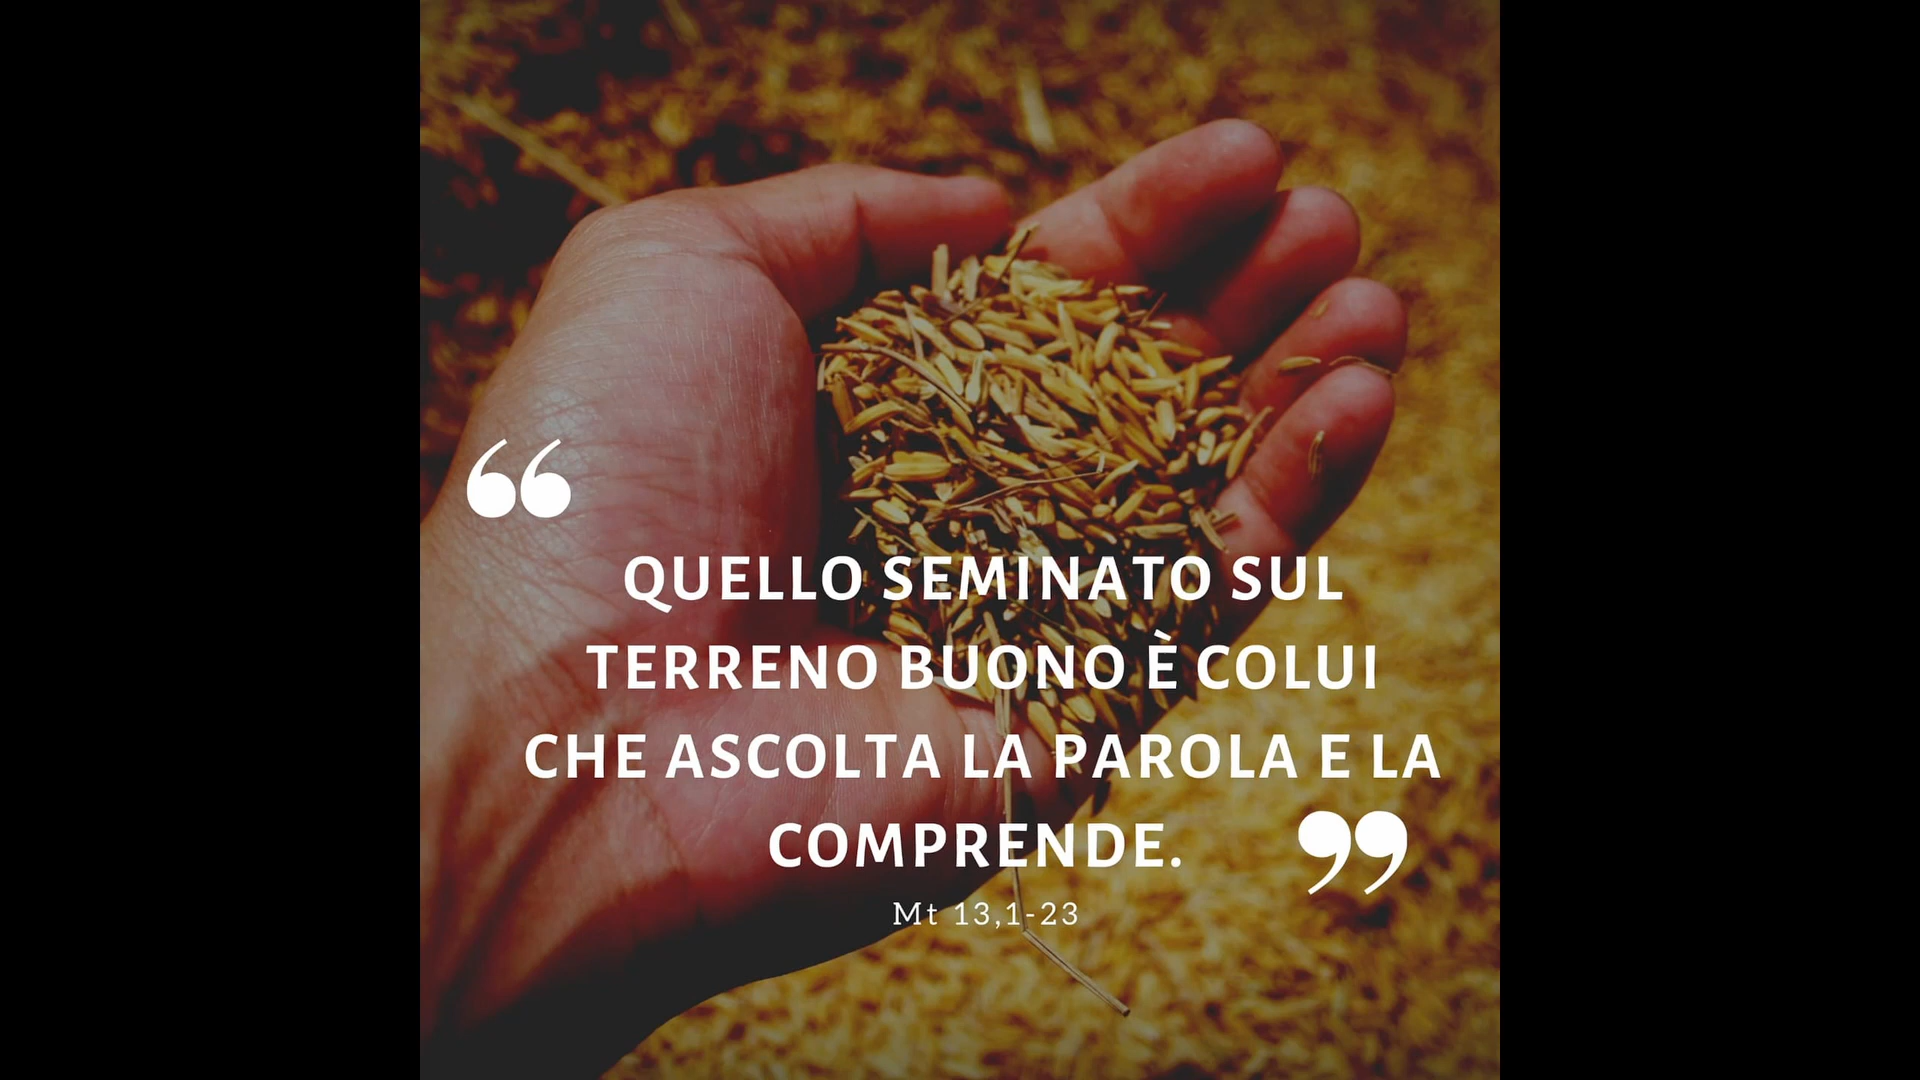 “
QUELLO SEMINATO SUL
TERRENO BUONO È COLUI
CHE ASCOLTA LA PAROLA E LA
COMPRENDE.
”
Mt 13,1-23